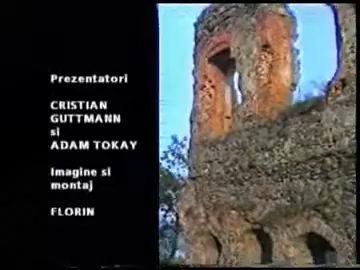 Prezentatori
CRISTIAN
GUTTMANN
si
ADAM TOKAY
Imagine si
montaj
FLORIN